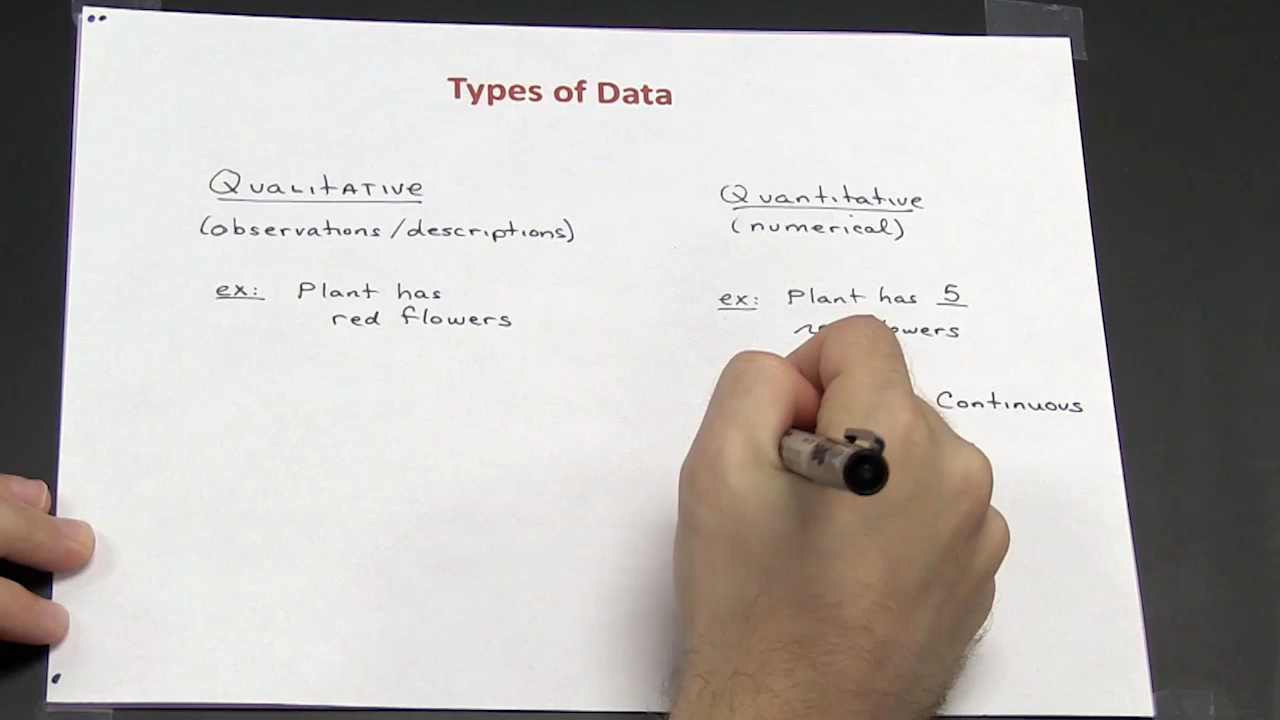 Types of Data
Qualitative
(observations/descriptions)
ex: Plant has
red flowers
Quantitative
(numerical)
ex: Plant has 5
Continuous